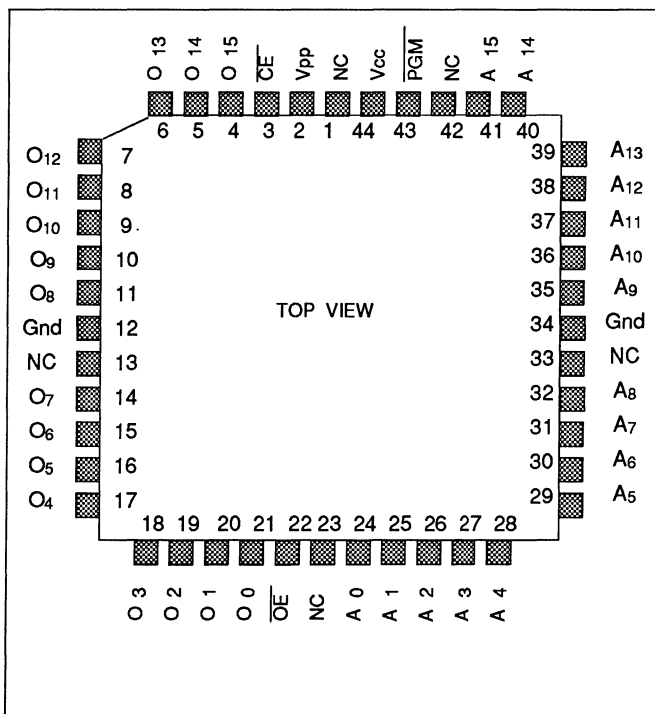 O 13 O 14 O 15 CE Vpp NC Vcc PGM NC A 15 A 14
6 5 4 3 2 1 44 43 42 41 40
O12 7 39 A13
O11 8 38 A12
O10 9 37 A11
O9 10 36 A10
O8 11 35 A9
TOP VIEW
Gnd 12 34 Gnd
NC 13 33 NC
O7 14 32 A8
O6 15 31 A7
O5 16 30 A6
O4 17 29 A5
18 19 20 21 22 23 24 25 26 27 28
O 3 O 2 O 1 O 0 OE NC A 0 A 1 A 2 A 3 A 4